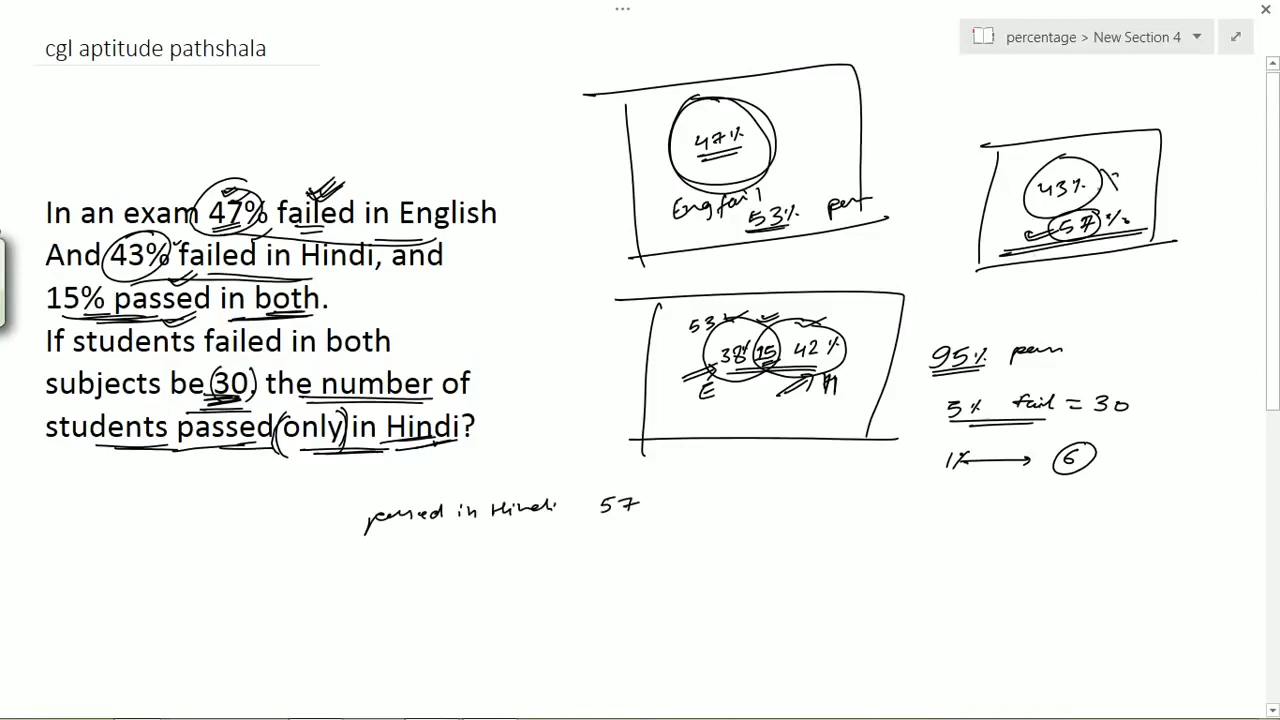 cgl aptitude pathshala
percentage > New Section 4
In an exam 47% failed in English
And 43% failed in Hindi, and
15% passed in both.
If students failed in both
subjects be 30, the number of
students passed (only) in Hindi?
47%
Eng fail
53%
43%
57%
53
38% 15 42%
E H
95%
5% fail = 30
1% → 6
passed in Hindi 57